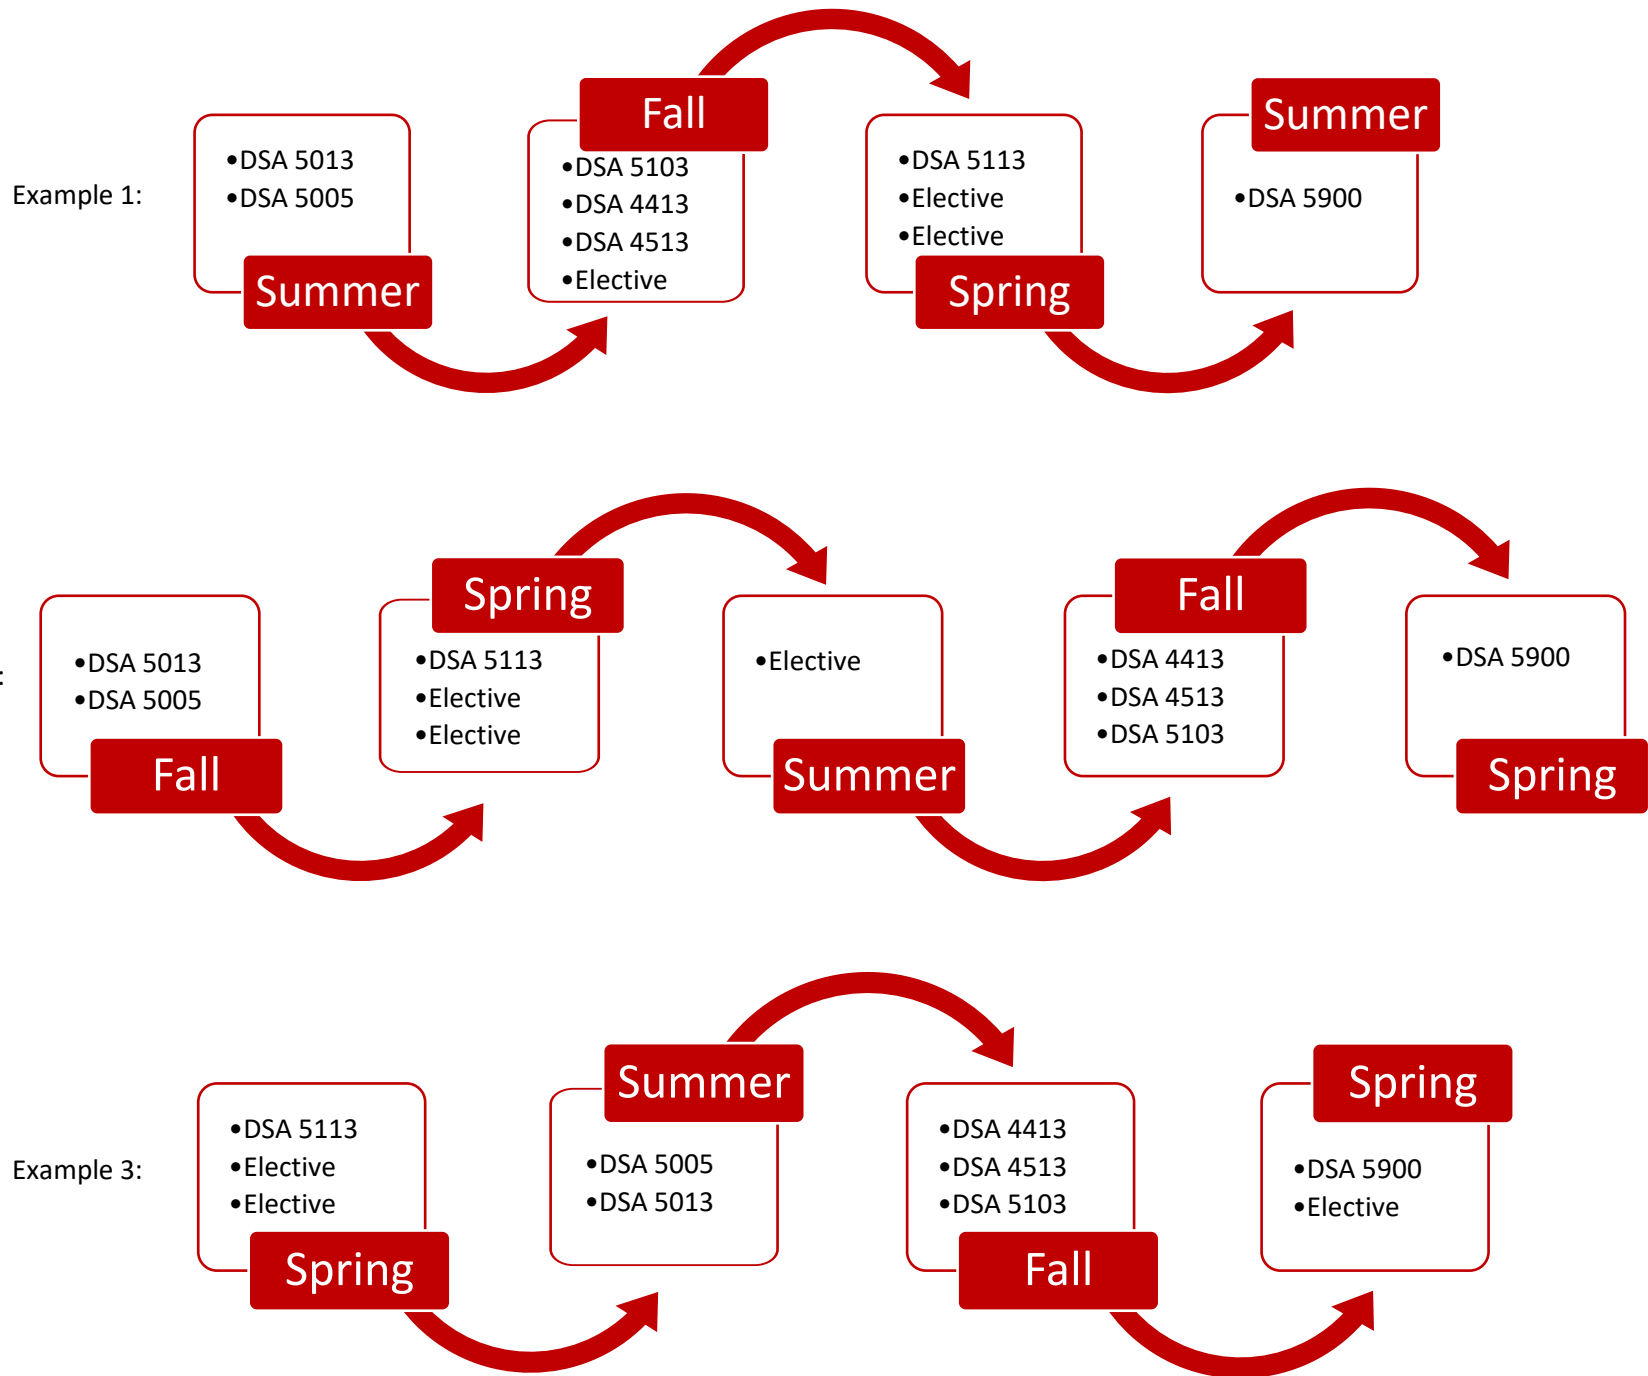 Example 1:
•DSA 5013
•DSA 5005
Summer
Fall
•DSA 5103
•DSA 4413
•DSA 4513
•Elective
•DSA 5113
•Elective
•Elective
Spring
Summer
•DSA 5900
:
•DSA 5013
•DSA 5005
Fall
Spring
•DSA 5113
•Elective
•Elective
•Elective
Summer
Fall
•DSA 4413
•DSA 4513
•DSA 5103
•DSA 5900
Spring
Example 3:
•DSA 5113
•Elective
•Elective
Spring
Summer
•DSA 5005
•DSA 5013
•DSA 4413
•DSA 4513
•DSA 5103
Fall
Spring
•DSA 5900
•Elective